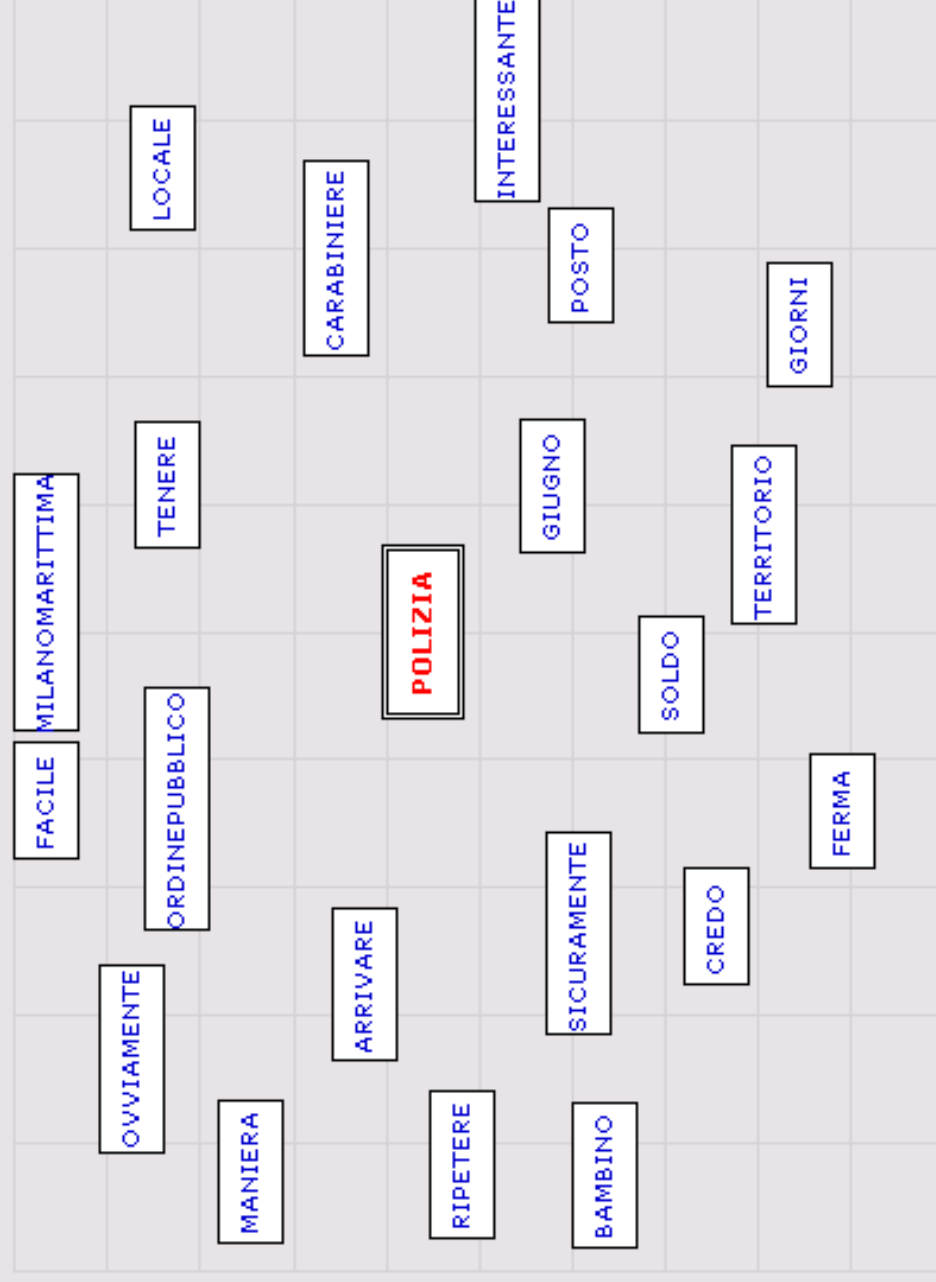 FACILE
MILANOMARITTIMA
OVVIAMENTE
ORDINEPUBBLICO
TENERE
LOCALE
MANIERA
ARRIVARE
CARABINIERE
POLIZIA
RIPETERE
INTERESSANTE
GIUGNO
BAMBINO
SICURAMENTE
POSTO
SOLDO
CREDO
TERRITORIO
GIORNI
FERMA